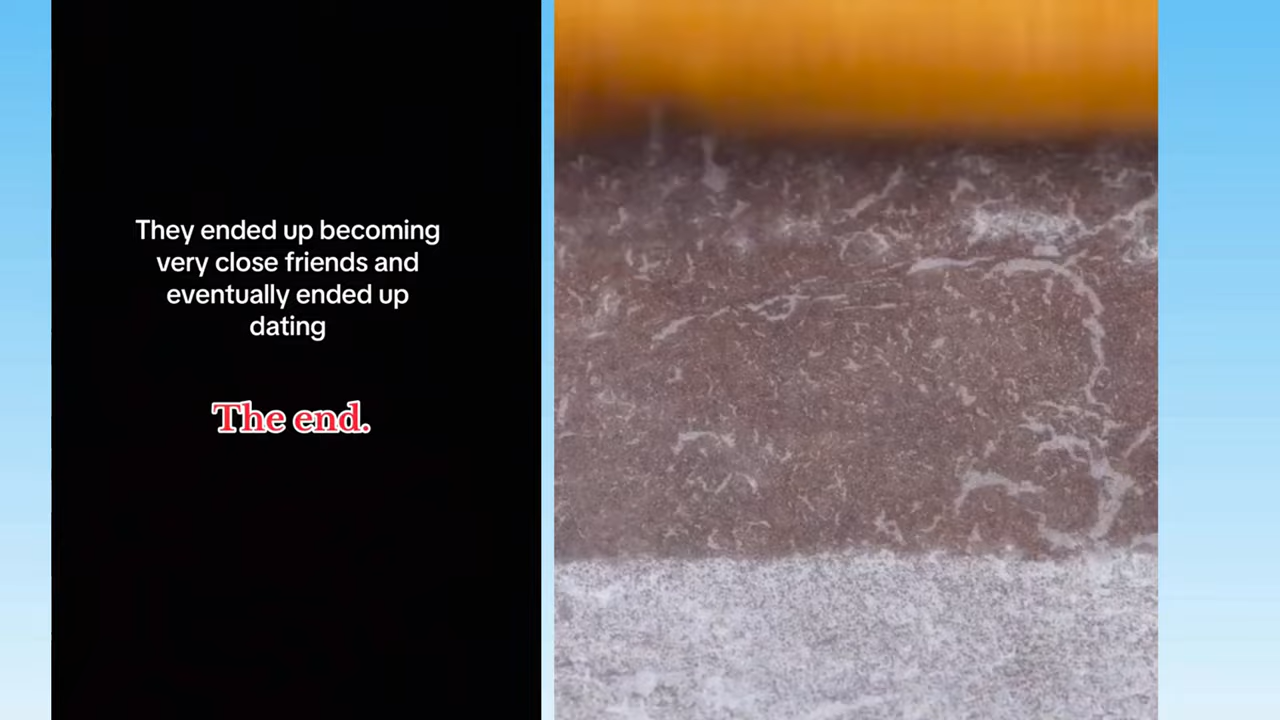 They ended up becoming
very close friends and
eventually ended up
dating
The end.